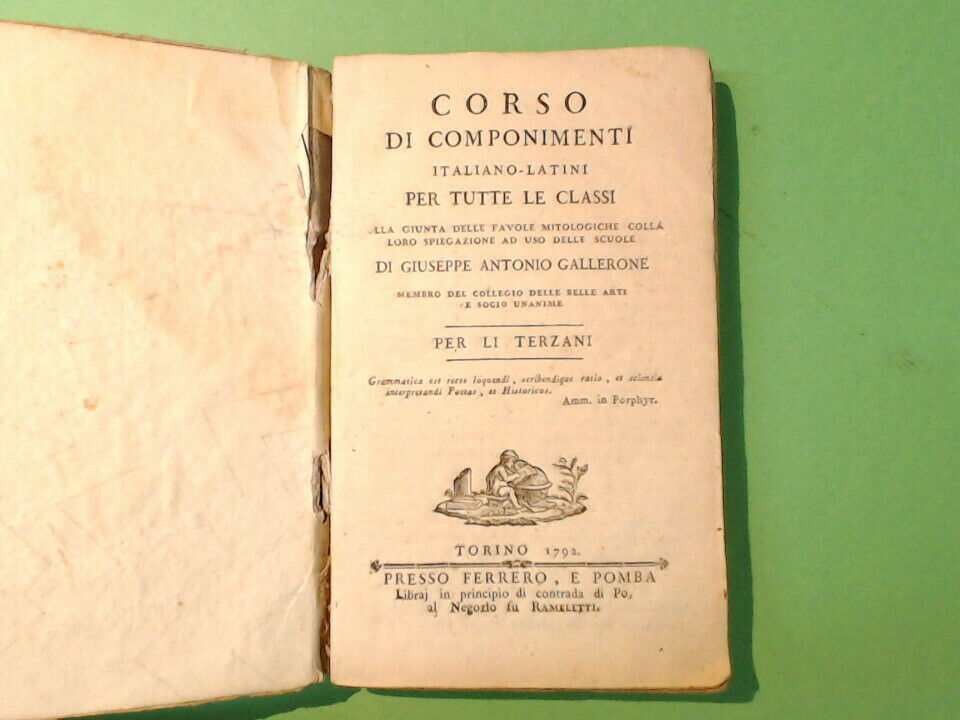 CORSO
DI COMPONIMENTI
ITALIANO-LATINI
PER TUTTE LE CLASSI
GIUNTA DELLE FAVOLE MITOLOGICHE COLLA
LORO SPIEGAZIONE AD USO DELLE SCUOLE
DI GIUSEPPE ANTONIO GALLERONE
MEMBRO DEL COLLEGIO DELLE BELLE ARTI
E SOCIO UNANIME
PER LI TERZANI
Grammatica est recte loquendi, scribendique ratio, et scientia
interpretandi Poetas, et Historicos.
Amm. in Porphyr.
TORINO 1792.
PRESSO FERRERO, E POMBA
Libraj in principio di contrada di Po,
al Negozio fu RAMELETTI.